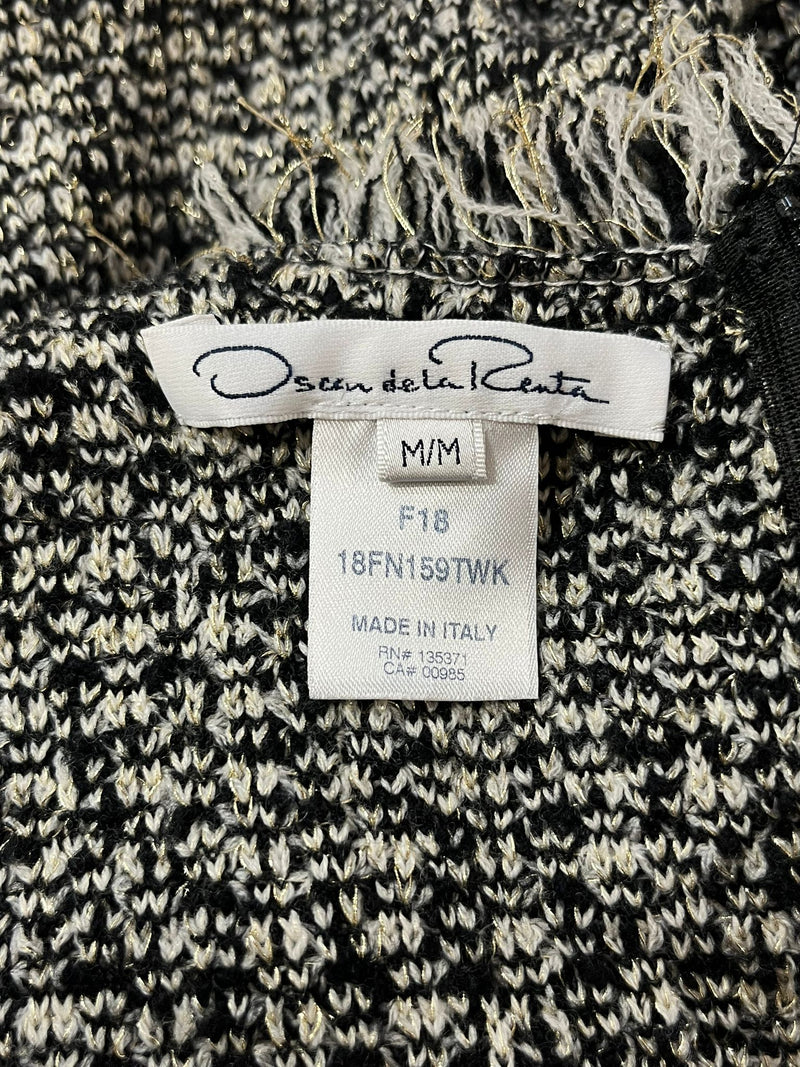 Oscar de la Renta
M/M
F18
18FN159TWK
MADE IN ITALY
RN# 135371
CA# 00985